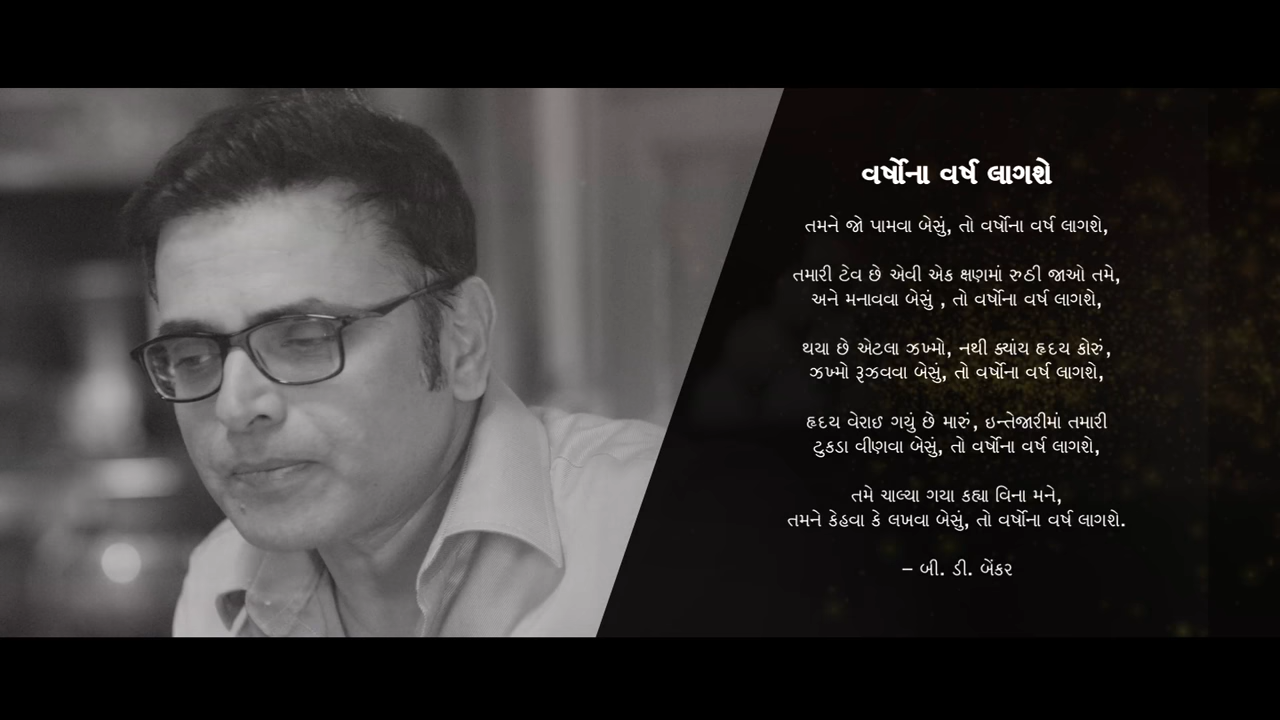 વર્ષોના વર્ષ લાગશે
તમને જો પામવા બેસું, તો વર્ષોના વર્ષ લાગશે,
તમારી ટેવ છે એવી એક ક્ષણમાં રુઠી જાઓ તમે,
અને મનાવવા બેસું , તો વર્ષોના વર્ષ લાગશે,
થયા છે એટલા ઝખ્મો, નથી ક્યાંય હૃદય કોરું,
ઝખ્મો રૂઝવવા બેસું, તો વર્ષોના વર્ષ લાગશે,
હૃદય વેરાઈ ગયું છે મારું, ઇન્તેજારીમાં તમારી
ટુકડા વીણવા બેસું, તો વર્ષોના વર્ષ લાગશે,
તમે ચાલ્યા ગયા કહ્યા વિના મને,
તમને કેહવા કે લખવા બેસું, તો વર્ષોના વર્ષ લાગશે.
– બી. ડી. બેંકર